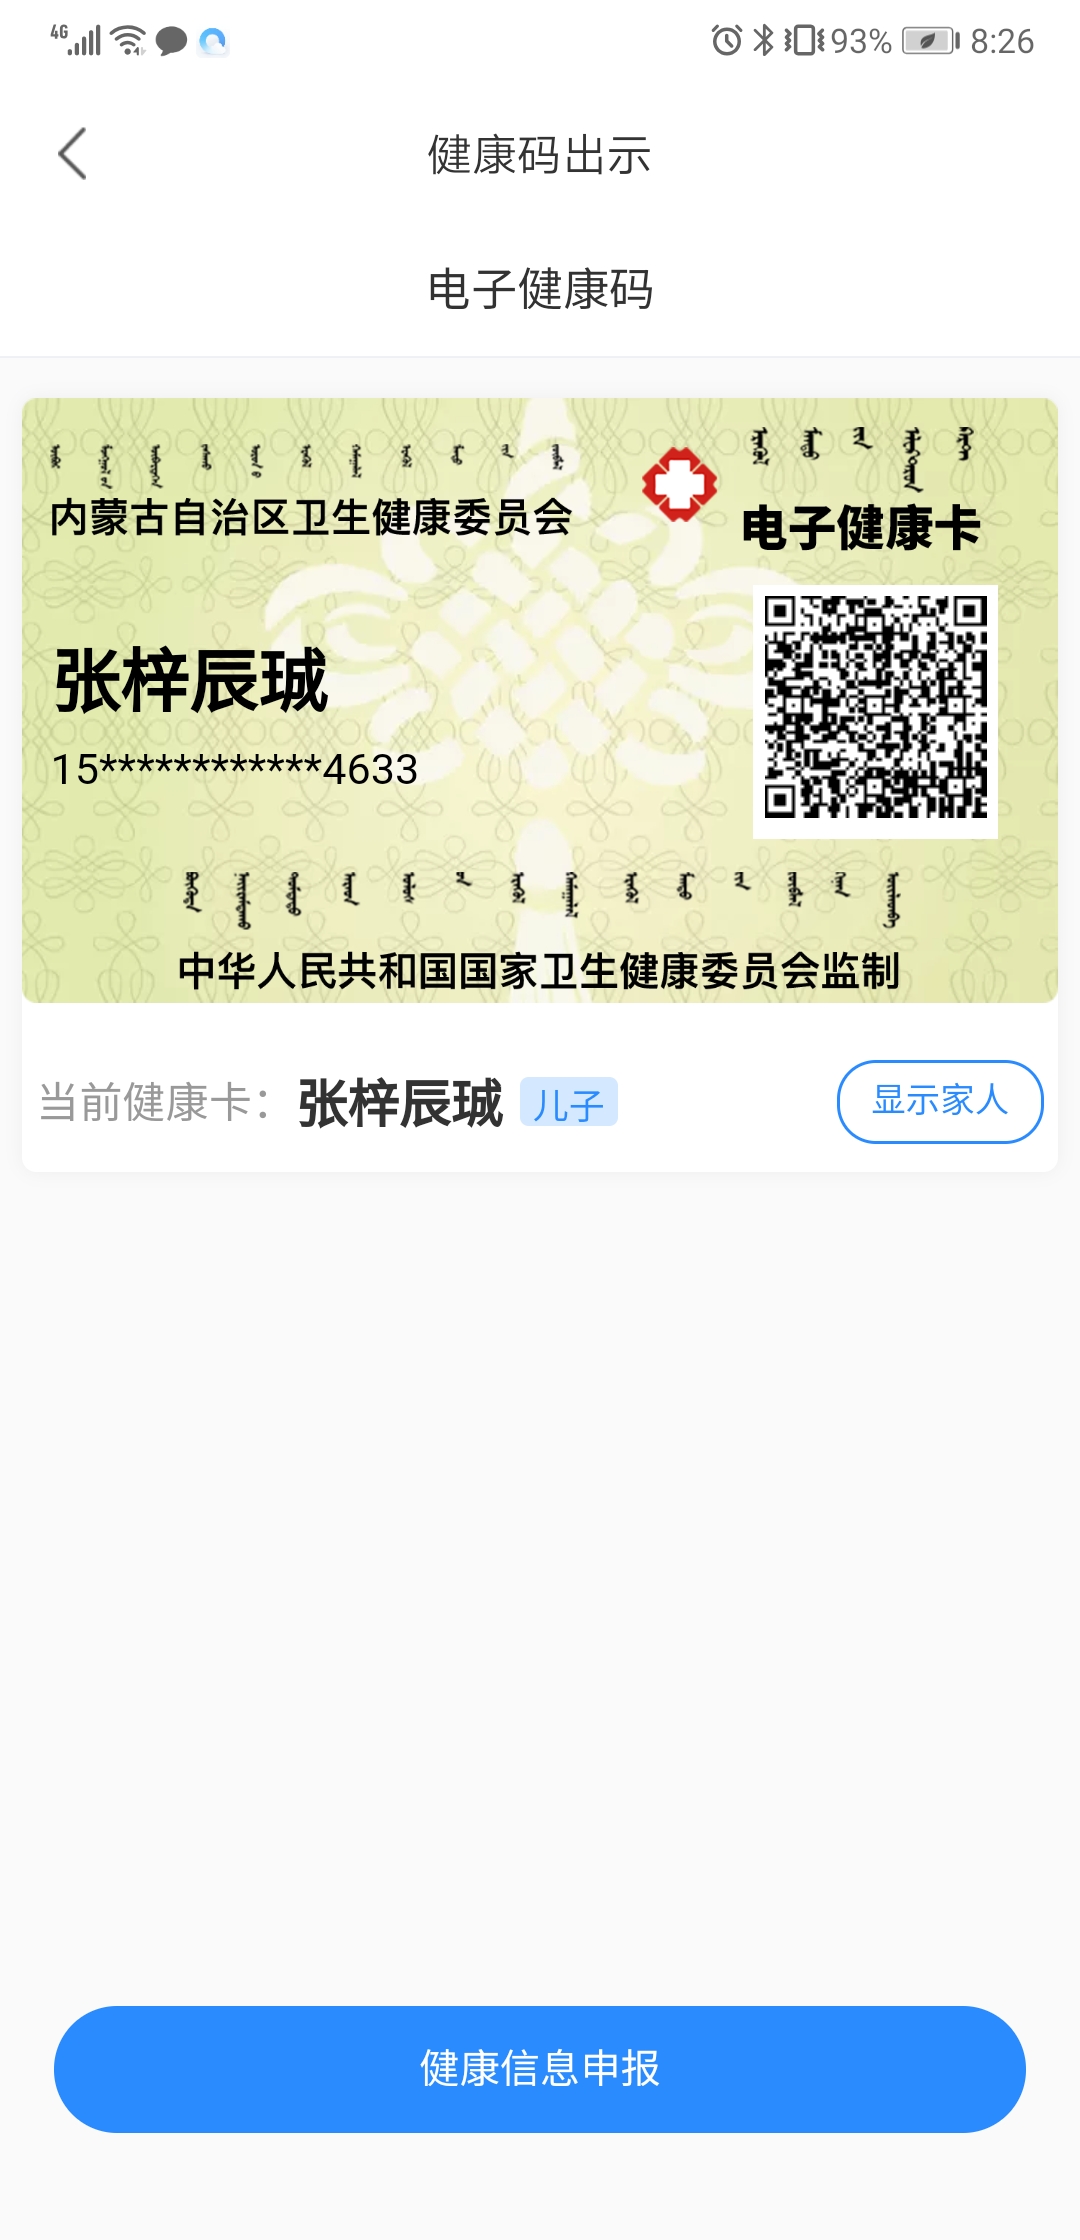 4G 93% 8:26
健康码出示
电子健康码
内蒙古自治区卫生健康委员会
电子健康卡
张梓辰珹
15************4633
中华人民共和国国家卫生健康委员会监制
当前健康卡： 张梓辰珹 儿子 显示家人
健康信息申报